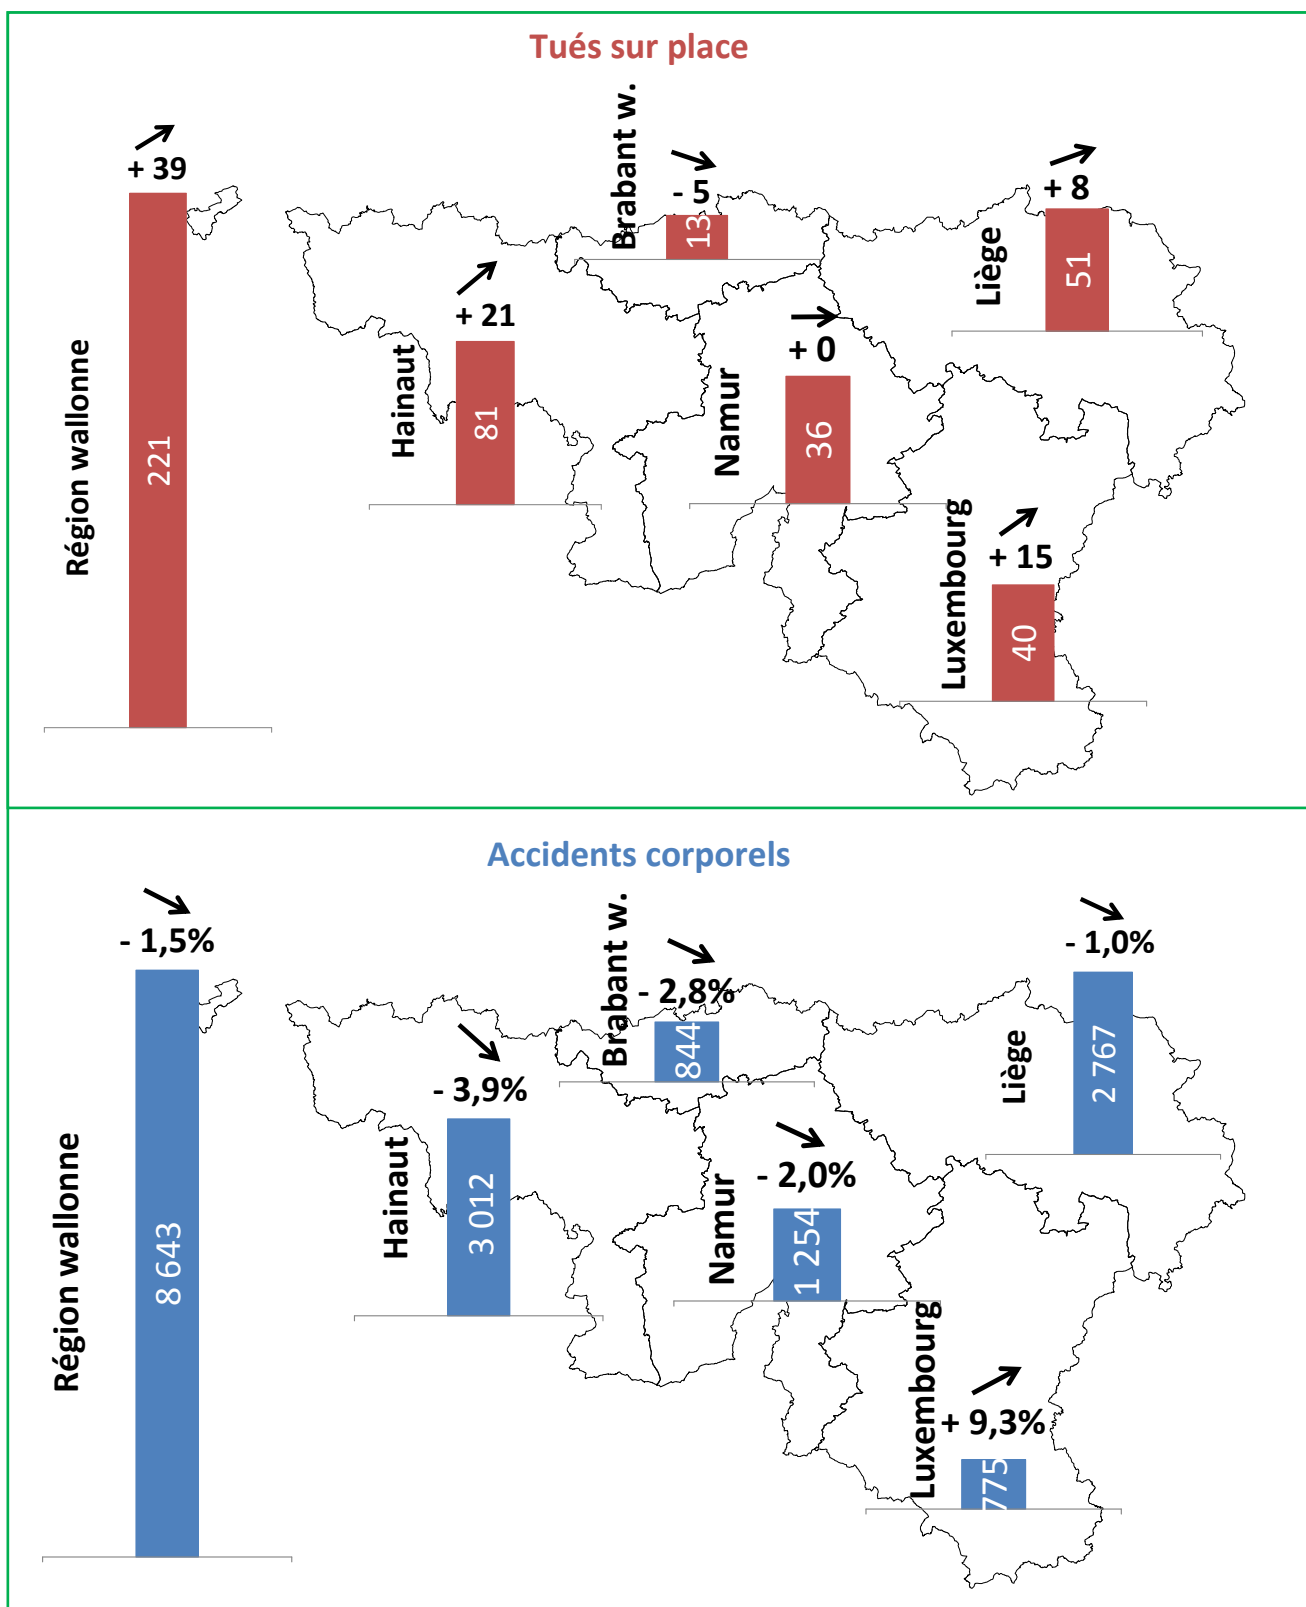 Tués sur place
+ 39
221
Région wallonne
Brabant w.
- 5
13
+ 8
51
Liège
+ 21
81
Hainaut
+ 0
36
Namur
+ 15
40
Luxembourg
Accidents corporels
- 1,5%
8 643
Région wallonne
Brabant w.
- 2,8%
844
- 1,0%
2 767
Liège
- 3,9%
3 012
Hainaut
- 2,0%
1 254
Namur
+ 9,3%
775
Luxembourg